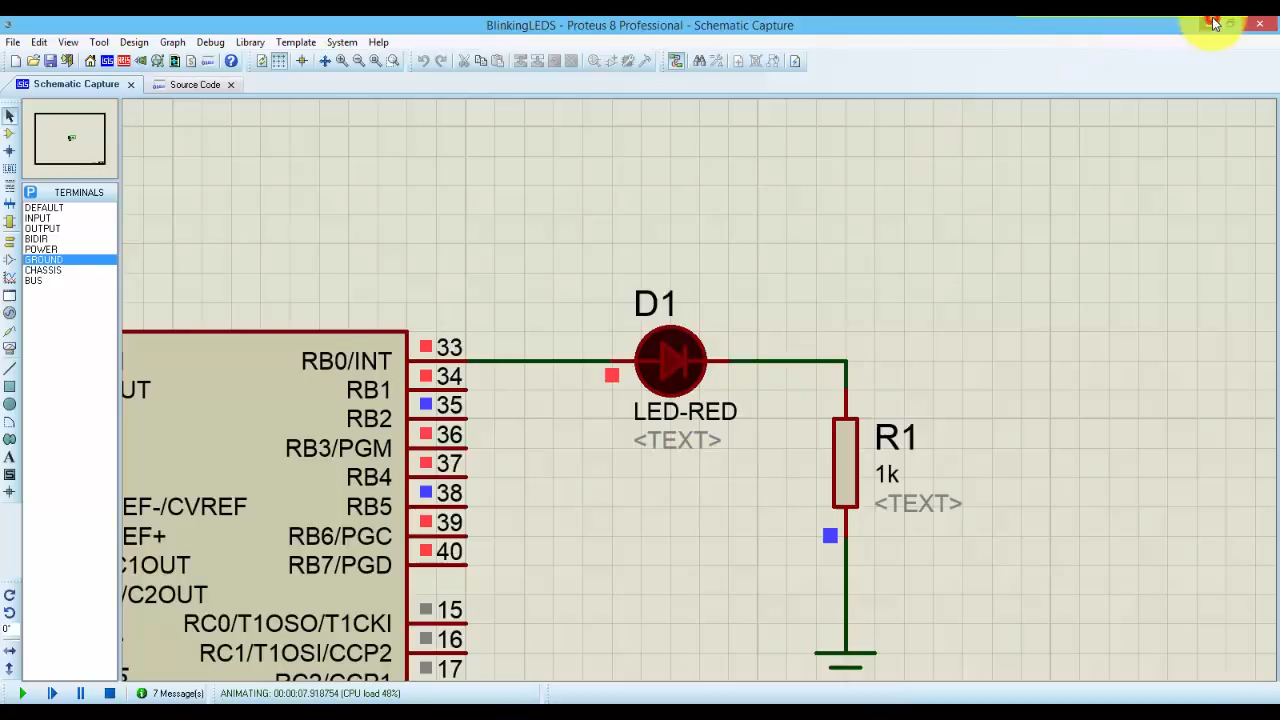 BlinkingLEDS - Proteus 8 Professional - Schematic Capture
File Edit View Tool Design Graph Debug Library Template System Help
Schematic Capture
Source Code
P TERMINALS
DEFAULT
INPUT
OUTPUT
BIDIR
POWER
GROUND
CHASSIS
BUS
D1
LED-RED
<TEXT>
R1
1k
<TEXT>
RB0/INT 33
UT RB1 34
RB2 35
RB3/PGM 36
RB4 37
EF-/CVREF RB5 38
EF+ RB6/PGC 39
C1OUT RB7/PGD 40
/C2OUT
RC0/T1OSO/T1CKI 15
RC1/T1OSI/CCP2 16
17
0°
7 Message(s)
ANIMATING: 00:00:07.918754 (CPU load 48%)